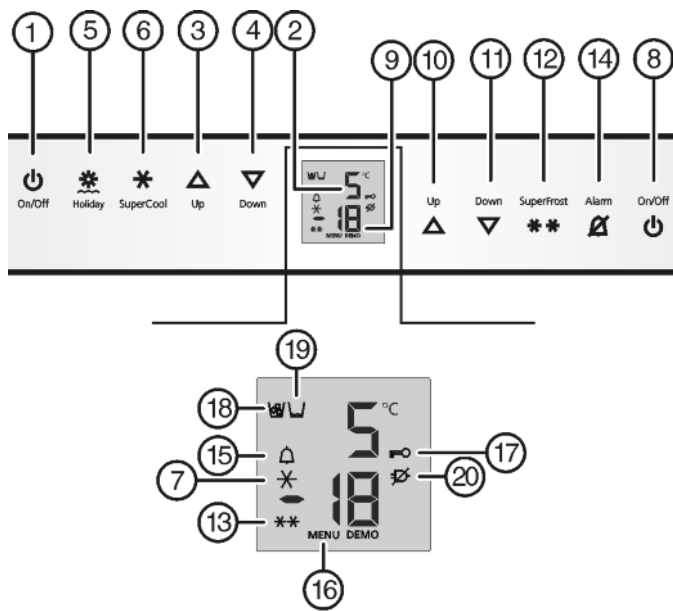 1 5 6 3 4 2 9 10 11 12 14 8
5 °C
On/Off Holiday SuperCool Up Down
18
MENU DEMO
Up Down SuperFrost Alarm On/Off
19
18
5 °C
15
17
7
18
20
13
MENU DEMO
16